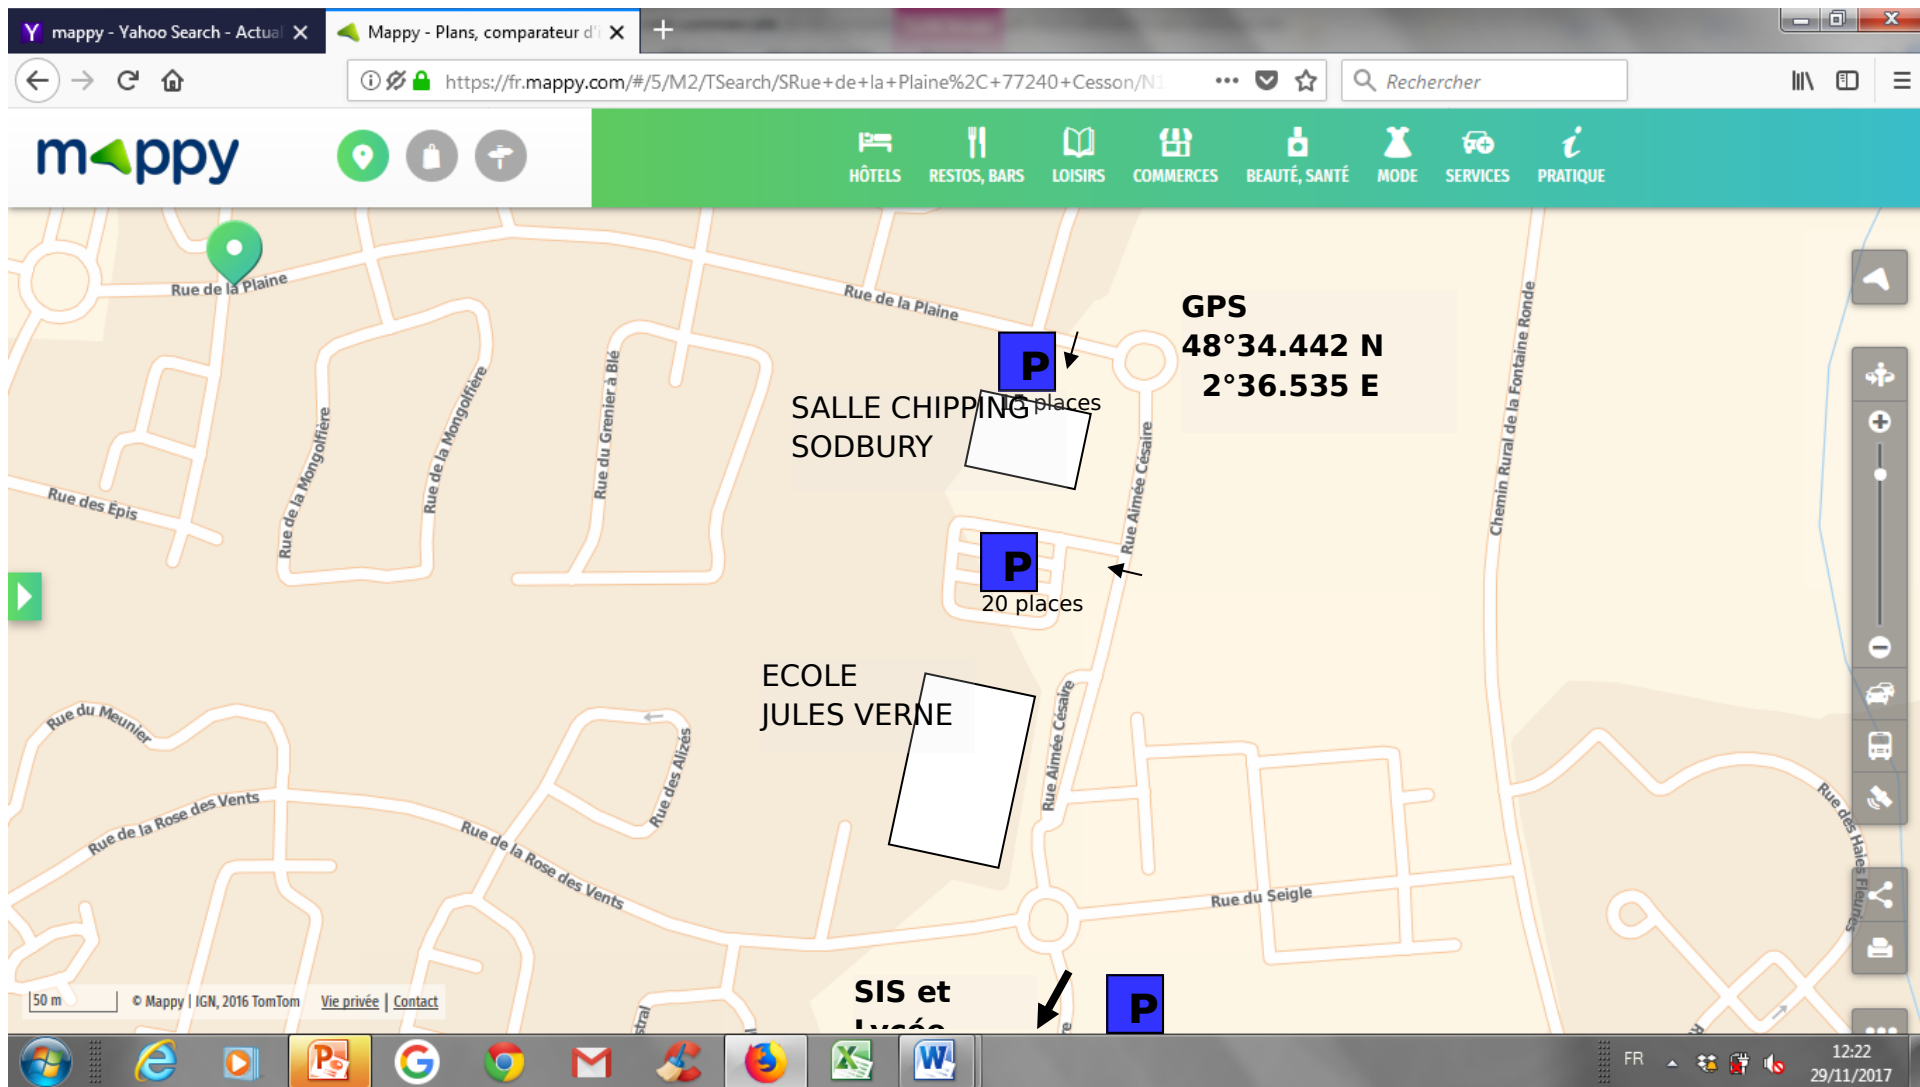 mappy - Yahoo Search - Actual
Mappy - Plans, comparateur d'i
https://fr.mappy.com/#/5/M2/TSearch/SRue+de+la+Plaine%2C+77240+Cesson/N1
Rechercher
mappy
HÔTELS
RESTOS, BARS
LOISIRS
COMMERCES
BEAUTÉ, SANTÉ
MODE
SERVICES
PRATIQUE
Rue de la Plaine
Rue de la Plaine
GPS
48°34.442 N
2°36.535 E
P
15 places
SALLE CHIPPING
SODBURY
Rue de la Mongolfière
Rue de la Mongolfière
Rue du Grenier à Blé
Rue Aimée Césaire
Chemin Rural de la Fontaine Ronde
Rue des Épis
P
20 places
ECOLE
JULES VERNE
Rue du Meunier
Rue des Alizés
Rue Aimée Césaire
Rue de la Rose des Vents
Rue de la Rose des Vents
Rue des Haies Fleuries
Rue du Seigle
SIS et
Lycée
P
50 m
© Mappy | IGN, 2016 TomTom
Vie privée | Contact
FR
12:22
29/11/2017